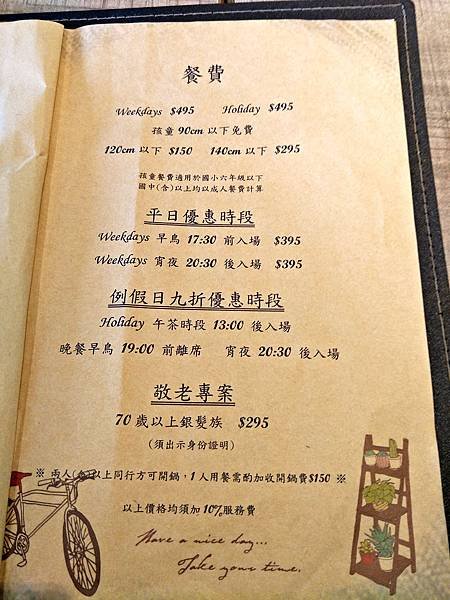 餐費
Weekdays $495 Holiday $495
孩童 90cm 以下免費
120cm 以下 $150 140cm 以下 $295
孩童餐費適用於國小六年級以下
國中(含)以上均以成人餐費計算
平日優惠時段
Weekdays 早鳥 17:30 前入場 $395
Weekdays 宵夜 20:30 後入場 $395
例假日九折優惠時段
Holiday 午茶時段 13:00 後入場
晚餐早鳥 19:00 前離席 宵夜 20:30 後入場
敬老專案
70 歲以上銀髮族 $295
(須出示身份證明)
※ 兩人(含)以上同行方可開鍋，1 人用餐需酌加收開鍋費$150 ※
以上價格均須加 10%服務費
Have a nice day...
Take your time.